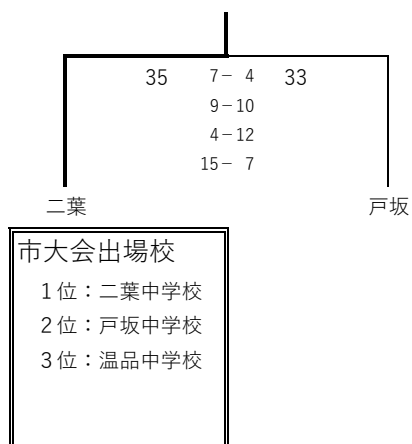 35 7－ 4 33
9－10
4－12
15－ 7
二葉 戸坂
市大会出場校
1位：二葉中学校
2位：戸坂中学校
3位：温品中学校